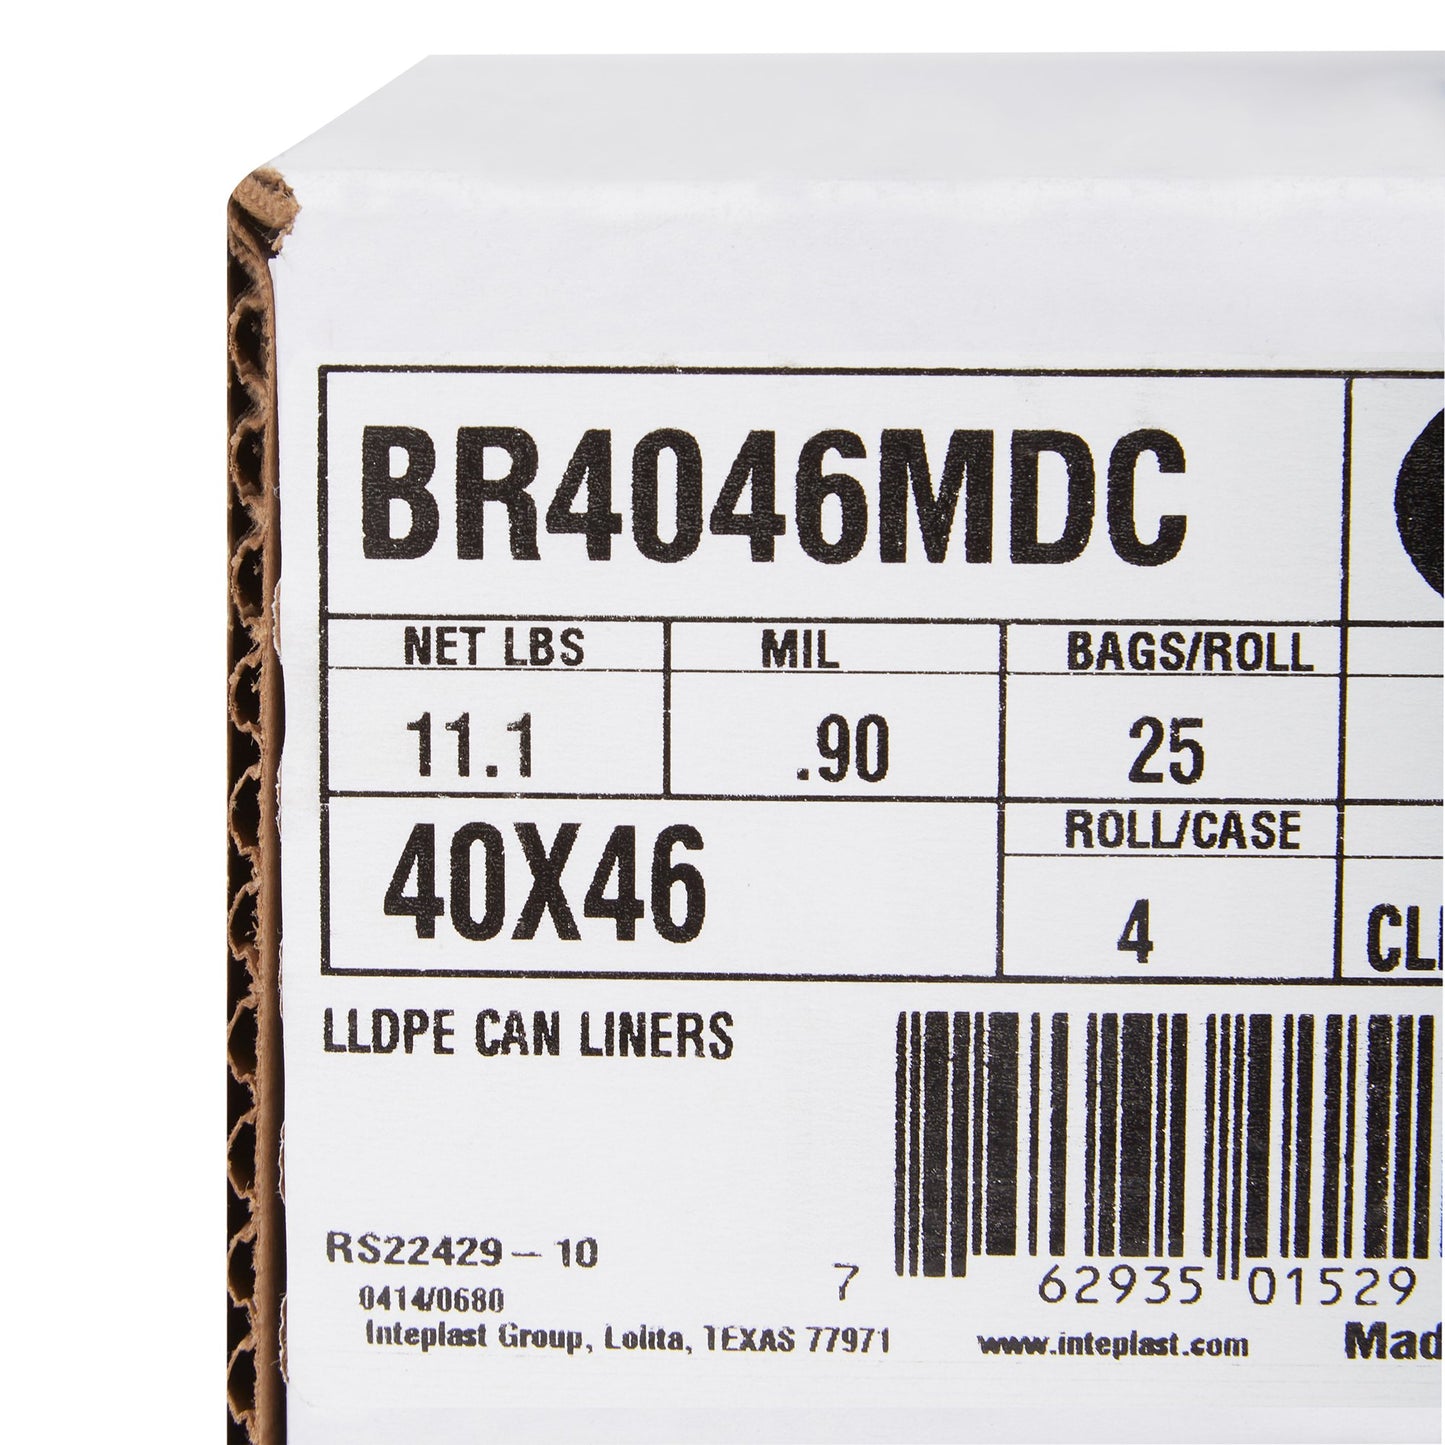 BR4046MDC
NET LBS MIL BAGS/ROLL
11.1 .90 25
40X46 ROLL/CASE
4
LLDPE CAN LINERS
RS22429 – 10
7 62935 01529
0414/0680
Inteplast Group, Lolita, TEXAS 77971 www.inteplast.com